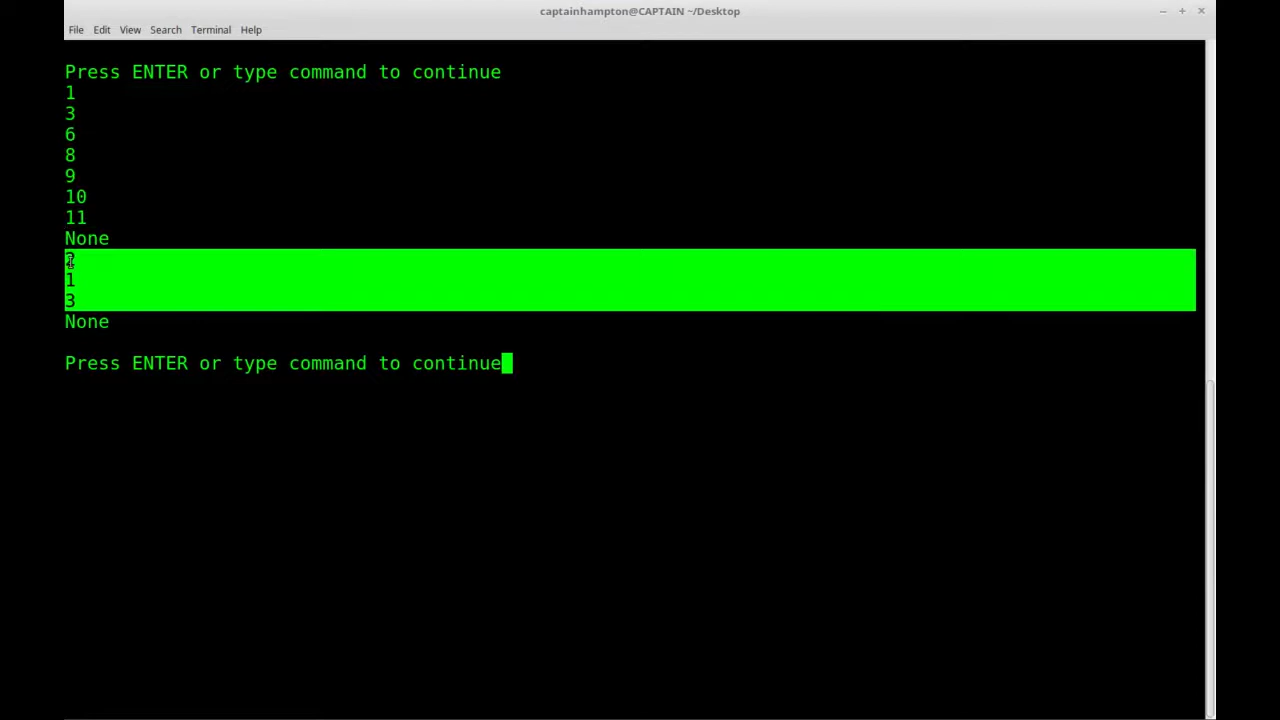 captainhampton@CAPTAIN ~/Desktop
File Edit View Search Terminal Help
Press ENTER or type command to continue
1
3
6
8
9
10
11
None
2
1
3
None
Press ENTER or type command to continue